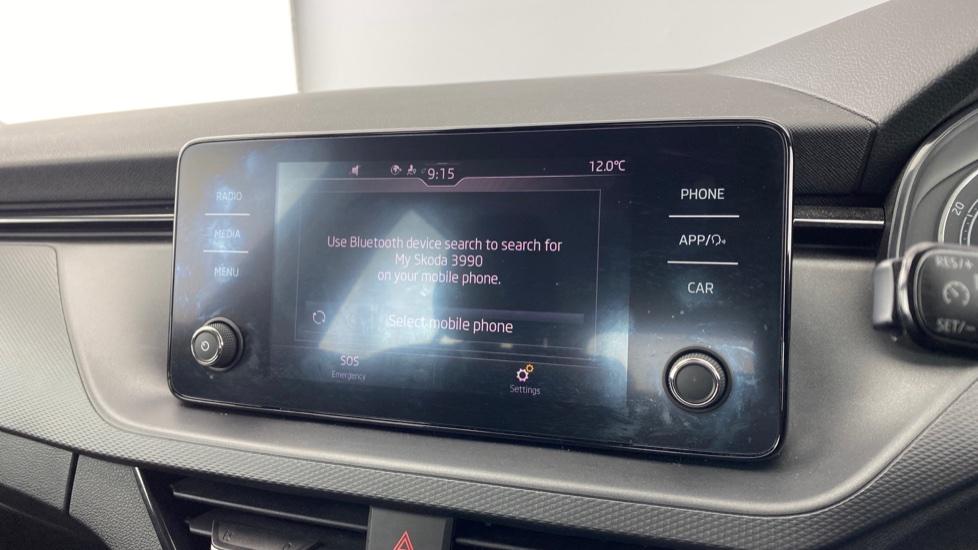 9:15
12.0°C
RADIO
MEDIA
MENU
Use Bluetooth device search to search for
My Skoda 3990
on your mobile phone.
Select mobile phone
SOS
Emergency
Settings
PHONE
APP/
CAR
20
RES/+
SET/-